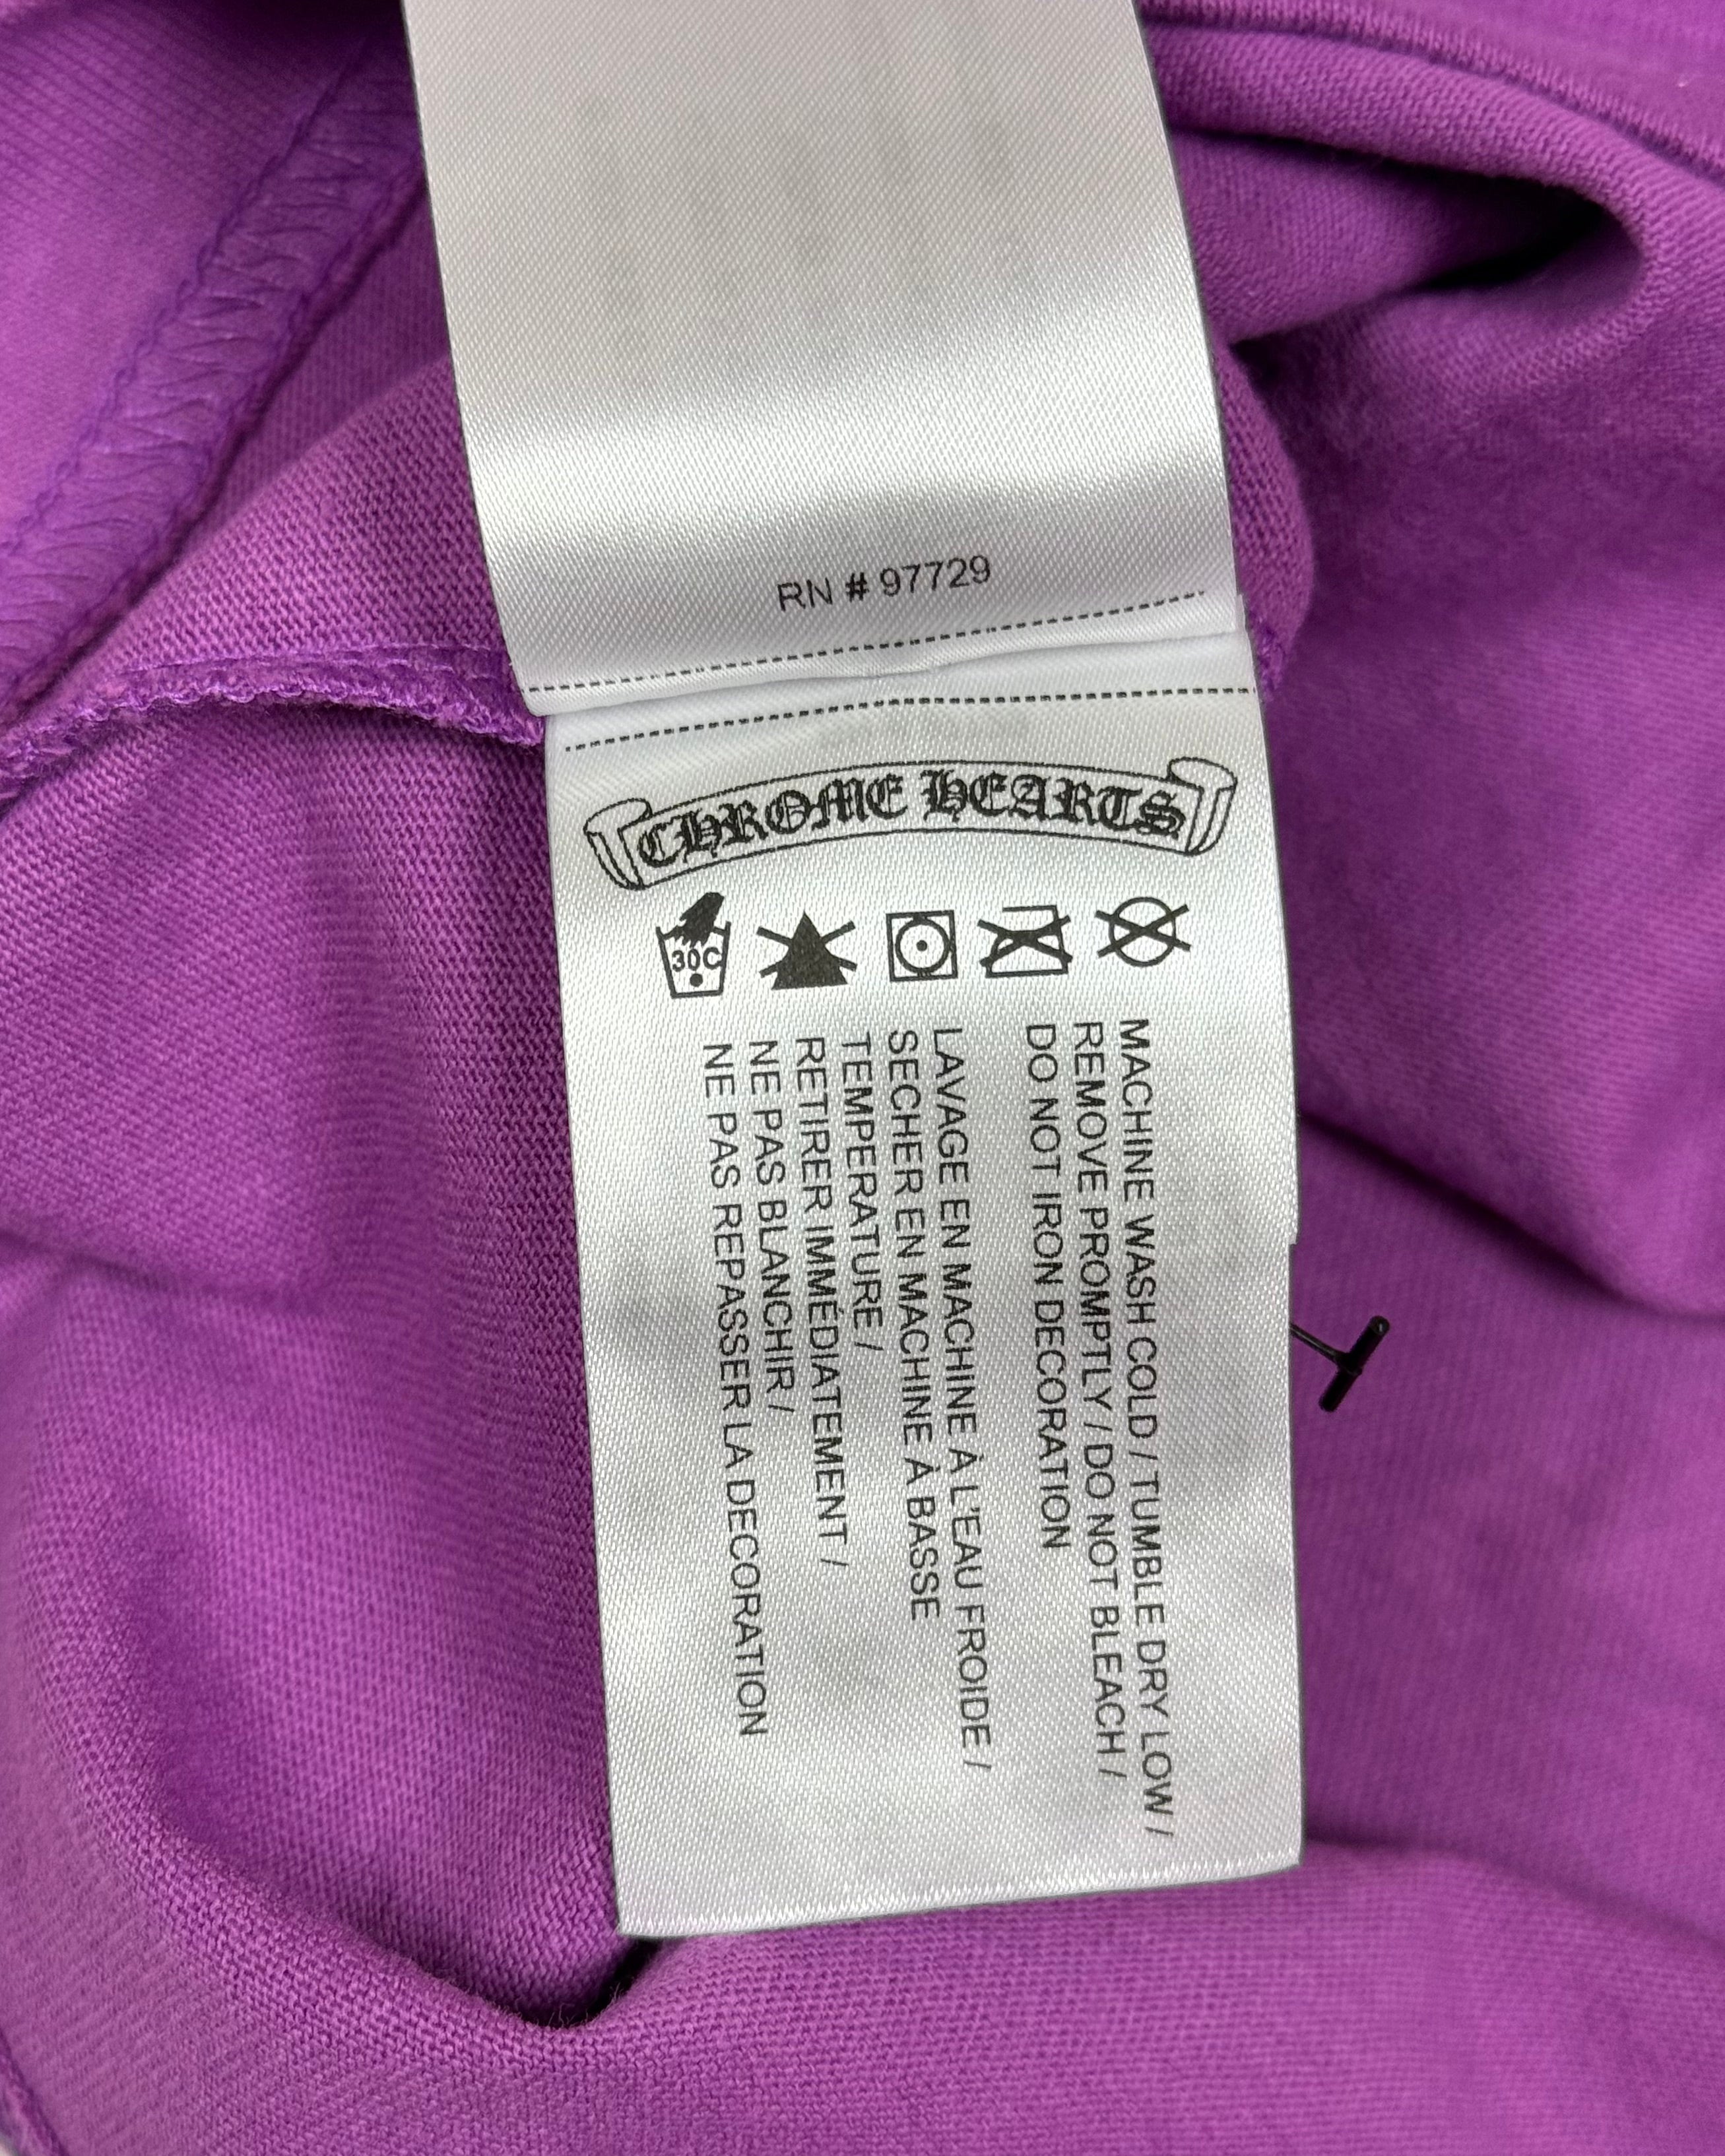 RN # 97729
CHROME HEARTS
30C
MACHINE WASH COLD / TUMBLE DRY LOW /
REMOVE PROMPTLY / DO NOT BLEACH /
DO NOT IRON DECORATION
LAVAGE EN MACHINE À L'EAU FROIDE /
SECHER EN MACHINE À BASSE
TEMPERATURE /
RETIRER IMMÉDIATEMENT /
NE PAS BLANCHIR /
NE PAS REPASSER LA DECORATION